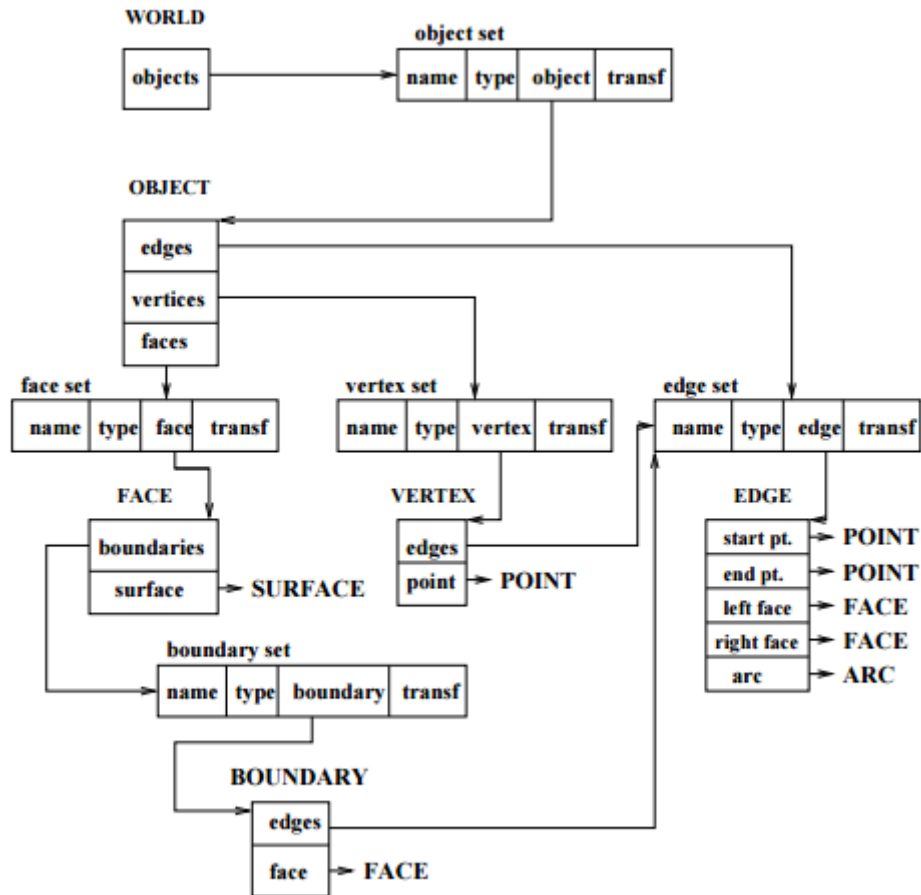 WORLD
object set
objects
name type object transf
OBJECT
edges
vertices
faces
face set
vertex set
edge set
name type face transf
name type vertex transf
name type edge transf
FACE
VERTEX
EDGE
boundaries
surface
SURFACE
edges
point
POINT
start pt.
POINT
end pt.
POINT
left face
FACE
right face
FACE
arc
ARC
boundary set
name type boundary transf
BOUNDARY
edges
face
FACE